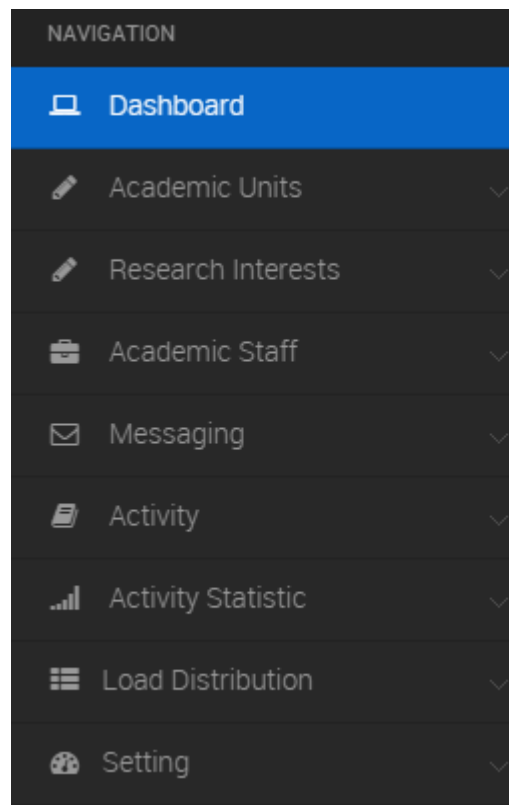 NAVIGATION
Dashboard
Academic Units
Research Interests
Academic Staff
Messaging
Activity
Activity Statistic
Load Distribution
Setting